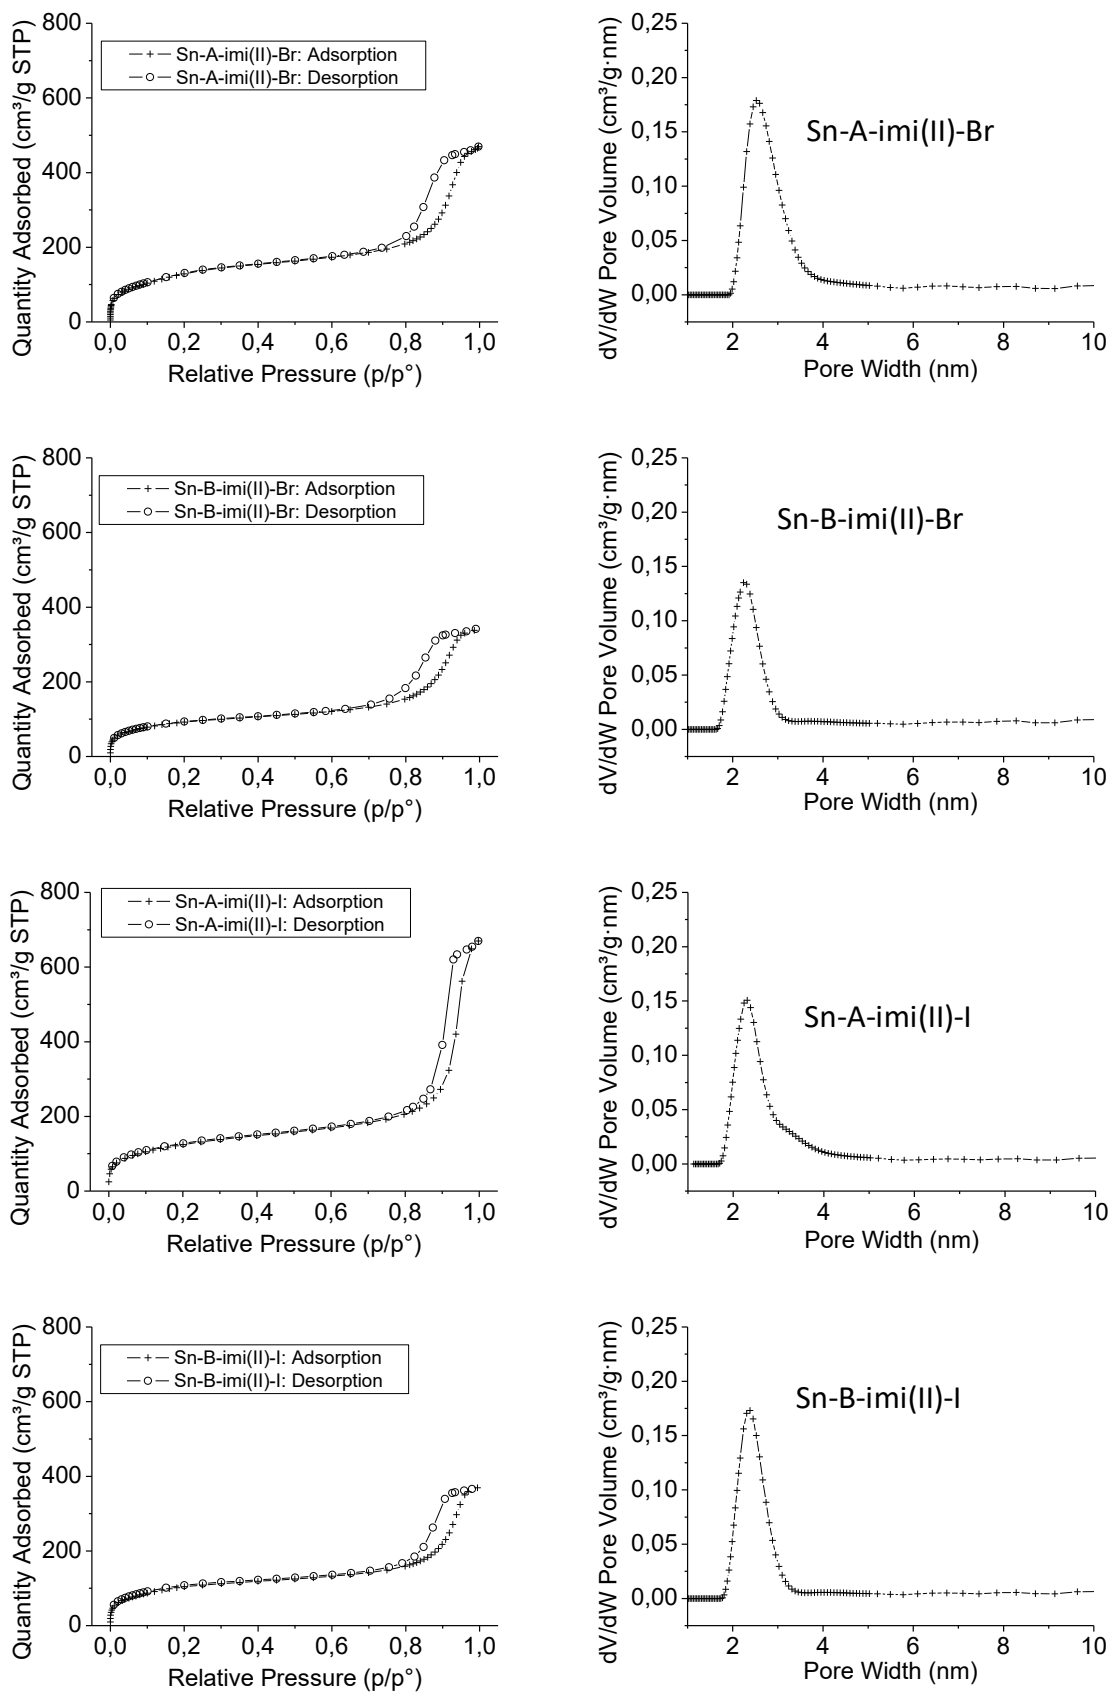 Quantity Adsorbed (cm³/g STP)
800
600
400
200
0
Sn-A-imi(II)-Br: Adsorption
Sn-A-imi(II)-Br: Desorption
0,0 0,2 0,4 0,6 0,8 1,0
Relative Pressure (p/p°)
dV/dW Pore Volume (cm³/g·nm)
0,25
0,20
0,15
0,10
0,05
0,00
Sn-A-imi(II)-Br
2 4 6 8 10
Pore Width (nm)
Quantity Adsorbed (cm³/g STP)
800
600
400
200
0
Sn-B-imi(II)-Br: Adsorption
Sn-B-imi(II)-Br: Desorption
0,0 0,2 0,4 0,6 0,8 1,0
Relative Pressure (p/p°)
dV/dW Pore Volume (cm³/g·nm)
0,25
0,20
0,15
0,10
0,05
0,00
Sn-B-imi(II)-Br
2 4 6 8 10
Pore Width (nm)
Quantity Adsorbed (cm³/g STP)
800
600
400
200
0
Sn-A-imi(II)-I: Adsorption
Sn-A-imi(II)-I: Desorption
0,0 0,2 0,4 0,6 0,8 1,0
Relative Pressure (p/p°)
dV/dW Pore Volume (cm³/g·nm)
0,25
0,20
0,15
0,10
0,05
0,00
Sn-A-imi(II)-I
2 4 6 8 10
Pore Width (nm)
Quantity Adsorbed (cm³/g STP)
800
600
400
200
0
Sn-B-imi(II)-I: Adsorption
Sn-B-imi(II)-I: Desorption
0,0 0,2 0,4 0,6 0,8 1,0
Relative Pressure (p/p°)
dV/dW Pore Volume (cm³/g·nm)
0,25
0,20
0,15
0,10
0,05
0,00
Sn-B-imi(II)-I
2 4 6 8 10
Pore Width (nm)